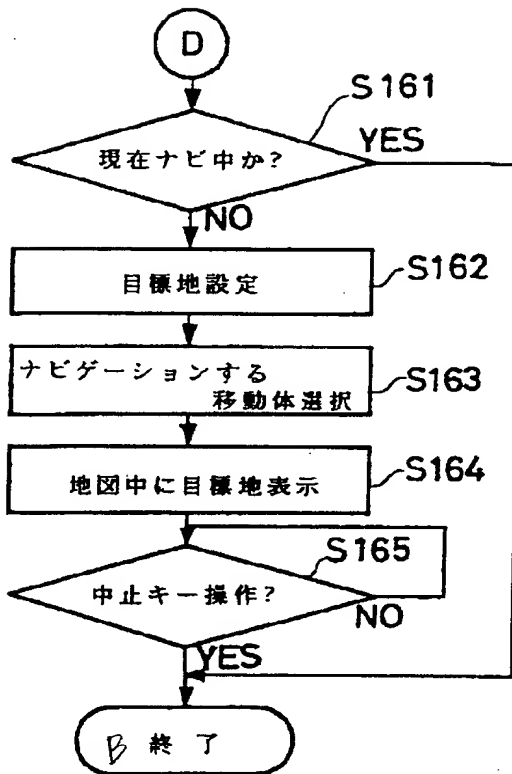 D
S161
現在ナビ中か?
YES
NO
目標地設定
S162
ナビゲーションする
移動体選択
S163
地図中に目標地表示
S164
S165
中止キー操作?
NO
YES
B 終了